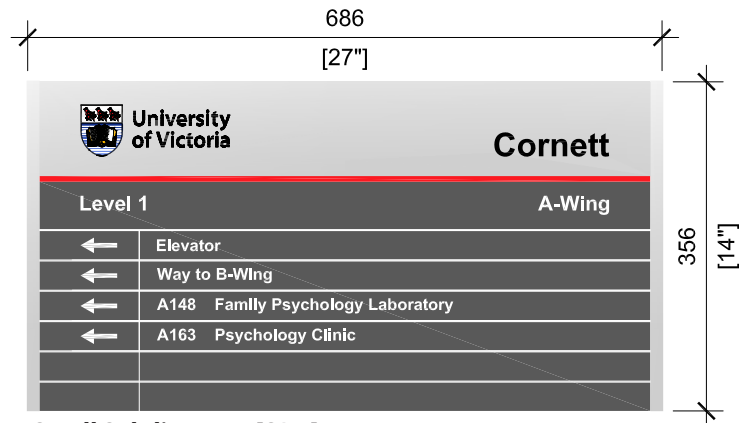 686
[27"]
University
of Victoria
Cornett
Level 1 A-Wing
Elevator
Way to B-Wing
A148 Family Psychology Laboratory
A163 Psychology Clinic
356
[14"]